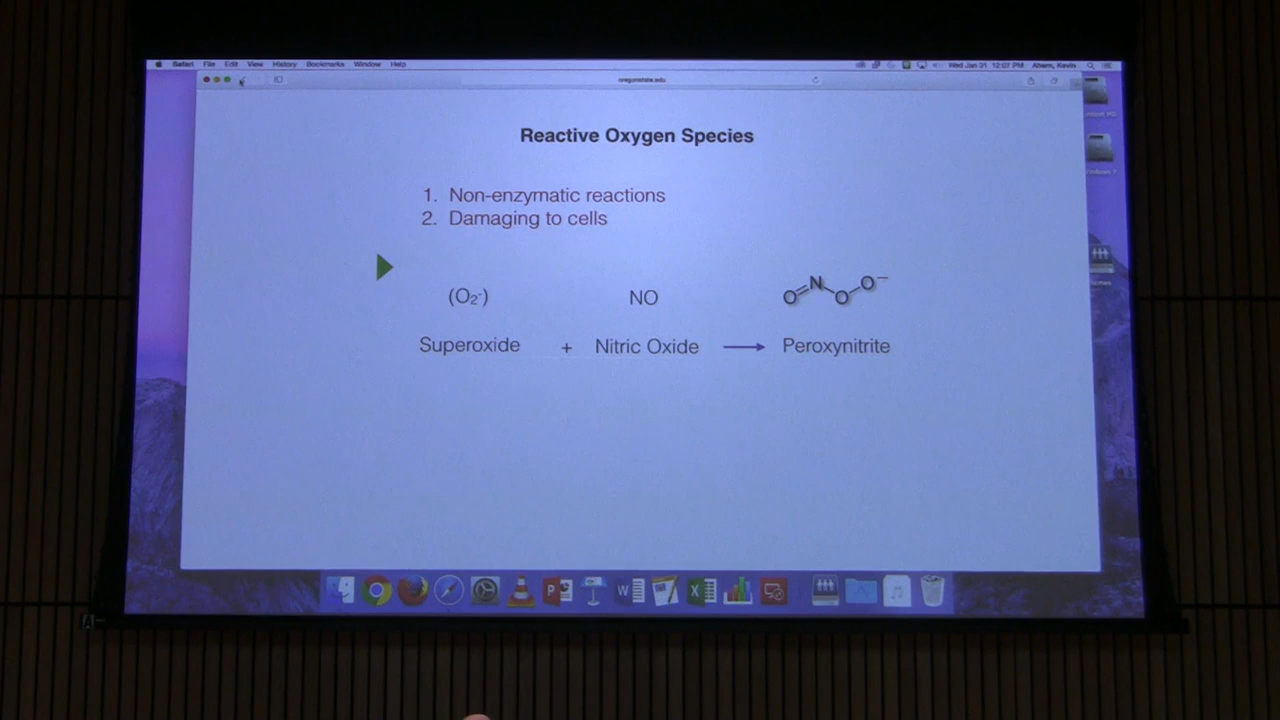 Safari File Edit View History Bookmarks Window Help
Wed Jan 31 12:07 PM Ahern, Kevin
oregonstate.edu
Reactive Oxygen Species
1. Non-enzymatic reactions
2. Damaging to cells
(O₂⁻) NO O=N O O⁻
Superoxide + Nitric Oxide ⟶ Peroxynitrite
P W X